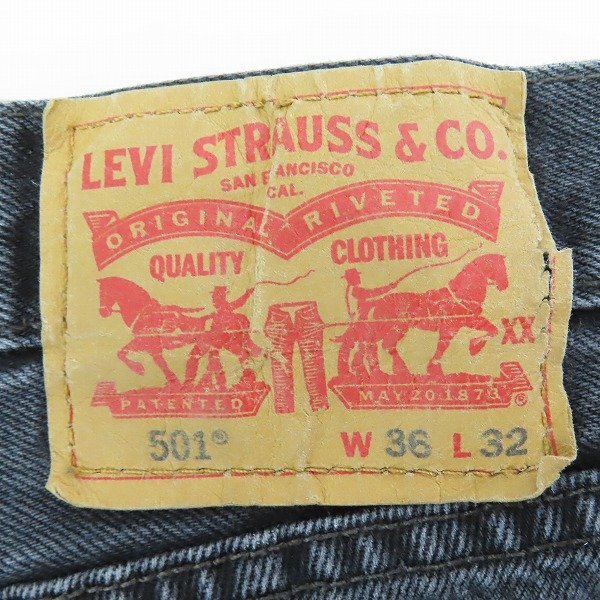 LEVI STRAUSS & CO.
SAN FRANCISCO
CAL.
ORIGINAL RIVETED
QUALITY CLOTHING
XX
PATENTED MAY 20 1873 ®
501® W 36 L 32